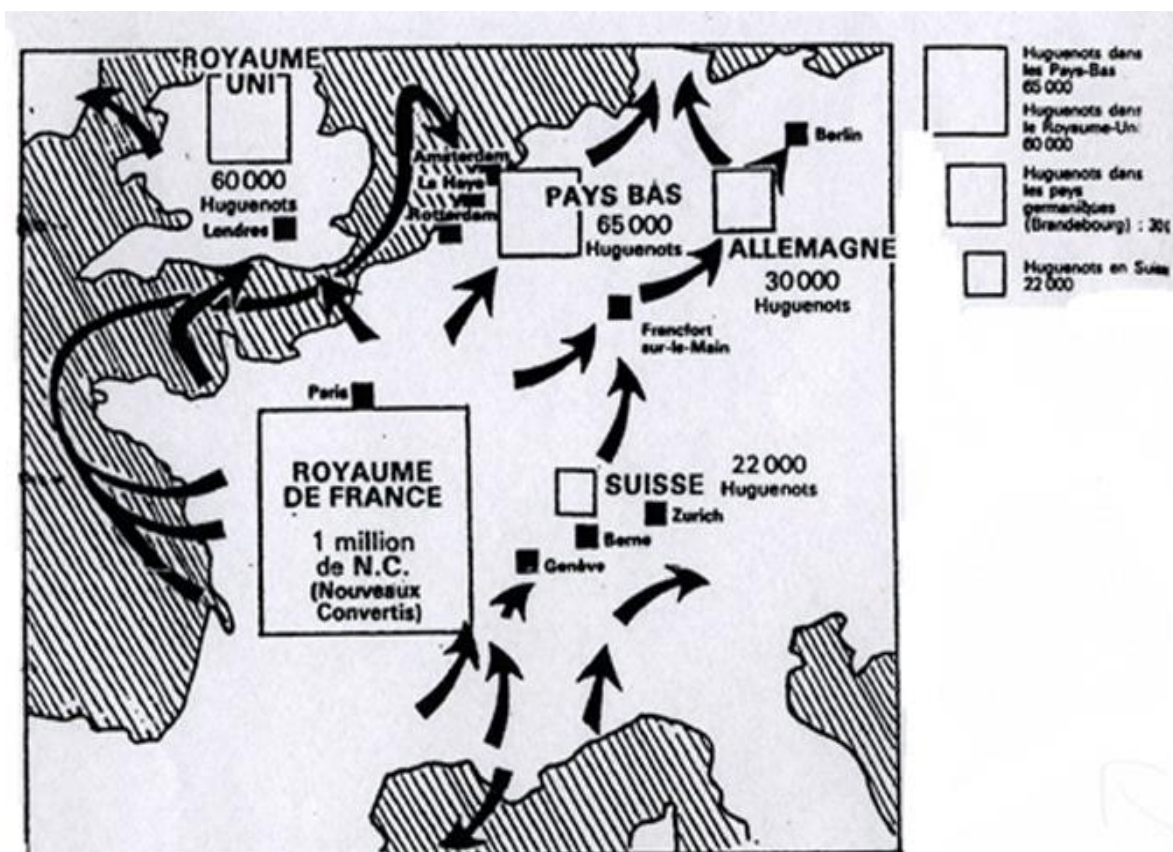 ROYAUME
UNI
60 000
Huguenots
Londres
Amsterdam
La Haye
Rotterdam
PAYS BAS
65 000
Huguenots
Berlin
ALLEMAGNE
30 000
Huguenots
Francfort
sur-le-Main
Paris
ROYAUME
DE FRANCE
1 million
de N.C.
(Nouveaux
Convertis)
SUISSE
22 000
Huguenots
Zurich
Berne
Genève
Huguenots dans
les Pays-Bas
65 000
Huguenots dans
le Royaume-Uni
60 000
Huguenots dans
les pays
germaniques
(Brandebourg) :
Huguenots en
22 000